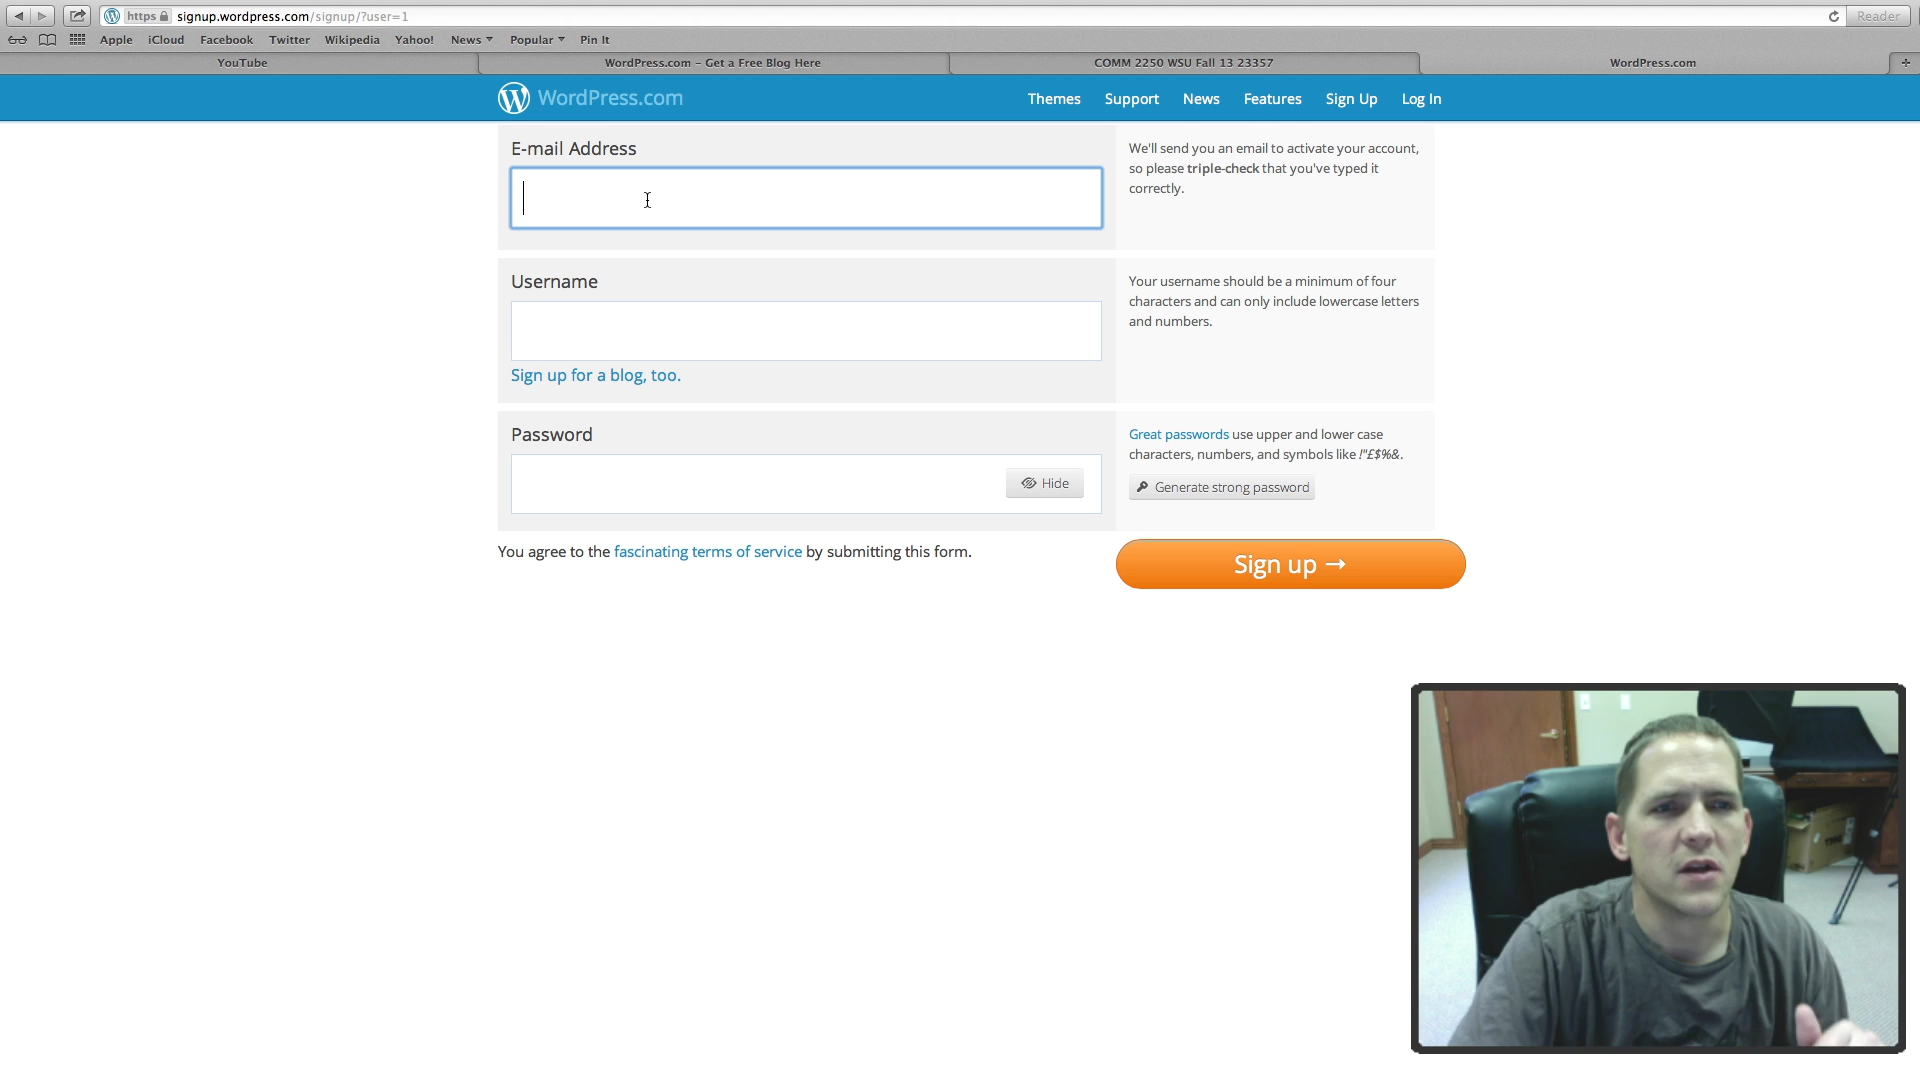 https signup.wordpress.com/signup/?user=1
Reader
Apple iCloud Facebook Twitter Wikipedia Yahoo! News Popular Pin It
YouTube
WordPress.com – Get a Free Blog Here
COMM 2250 WSU Fall 13 23357
WordPress.com
WordPress.com
Themes Support News Features Sign Up Log In
E-mail Address
We'll send you an email to activate your account,
so please triple-check that you've typed it
correctly.
Username
Your username should be a minimum of four
characters and can only include lowercase letters
and numbers.
Sign up for a blog, too.
Password
Hide
Great passwords use upper and lower case
characters, numbers, and symbols like !"£$%&.
Generate strong password
You agree to the fascinating terms of service by submitting this form.
Sign up →